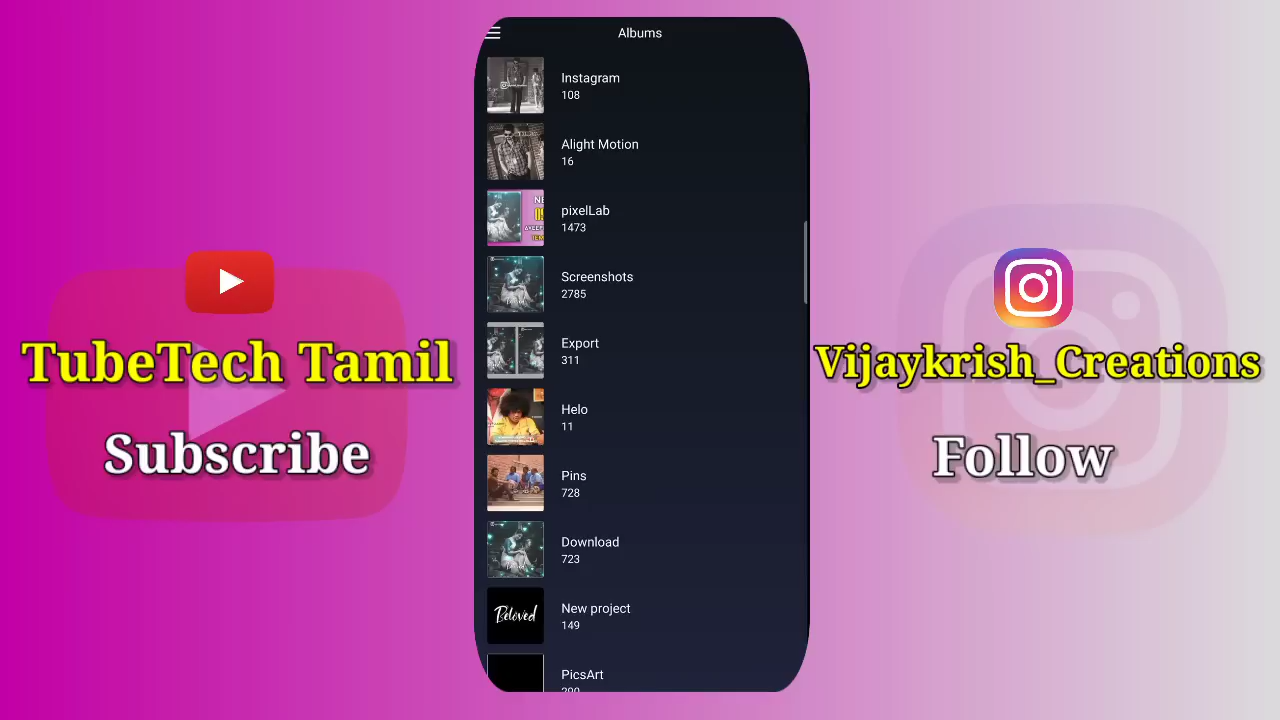 Albums
Instagram
108
Alight Motion
16
pixelLab
1473
Screenshots
2785
Export
311
Helo
11
Pins
728
Download
723
New project
149
Beloved
PicsArt
TubeTech Tamil
Subscribe
Vijaykrish_Creations
Follow